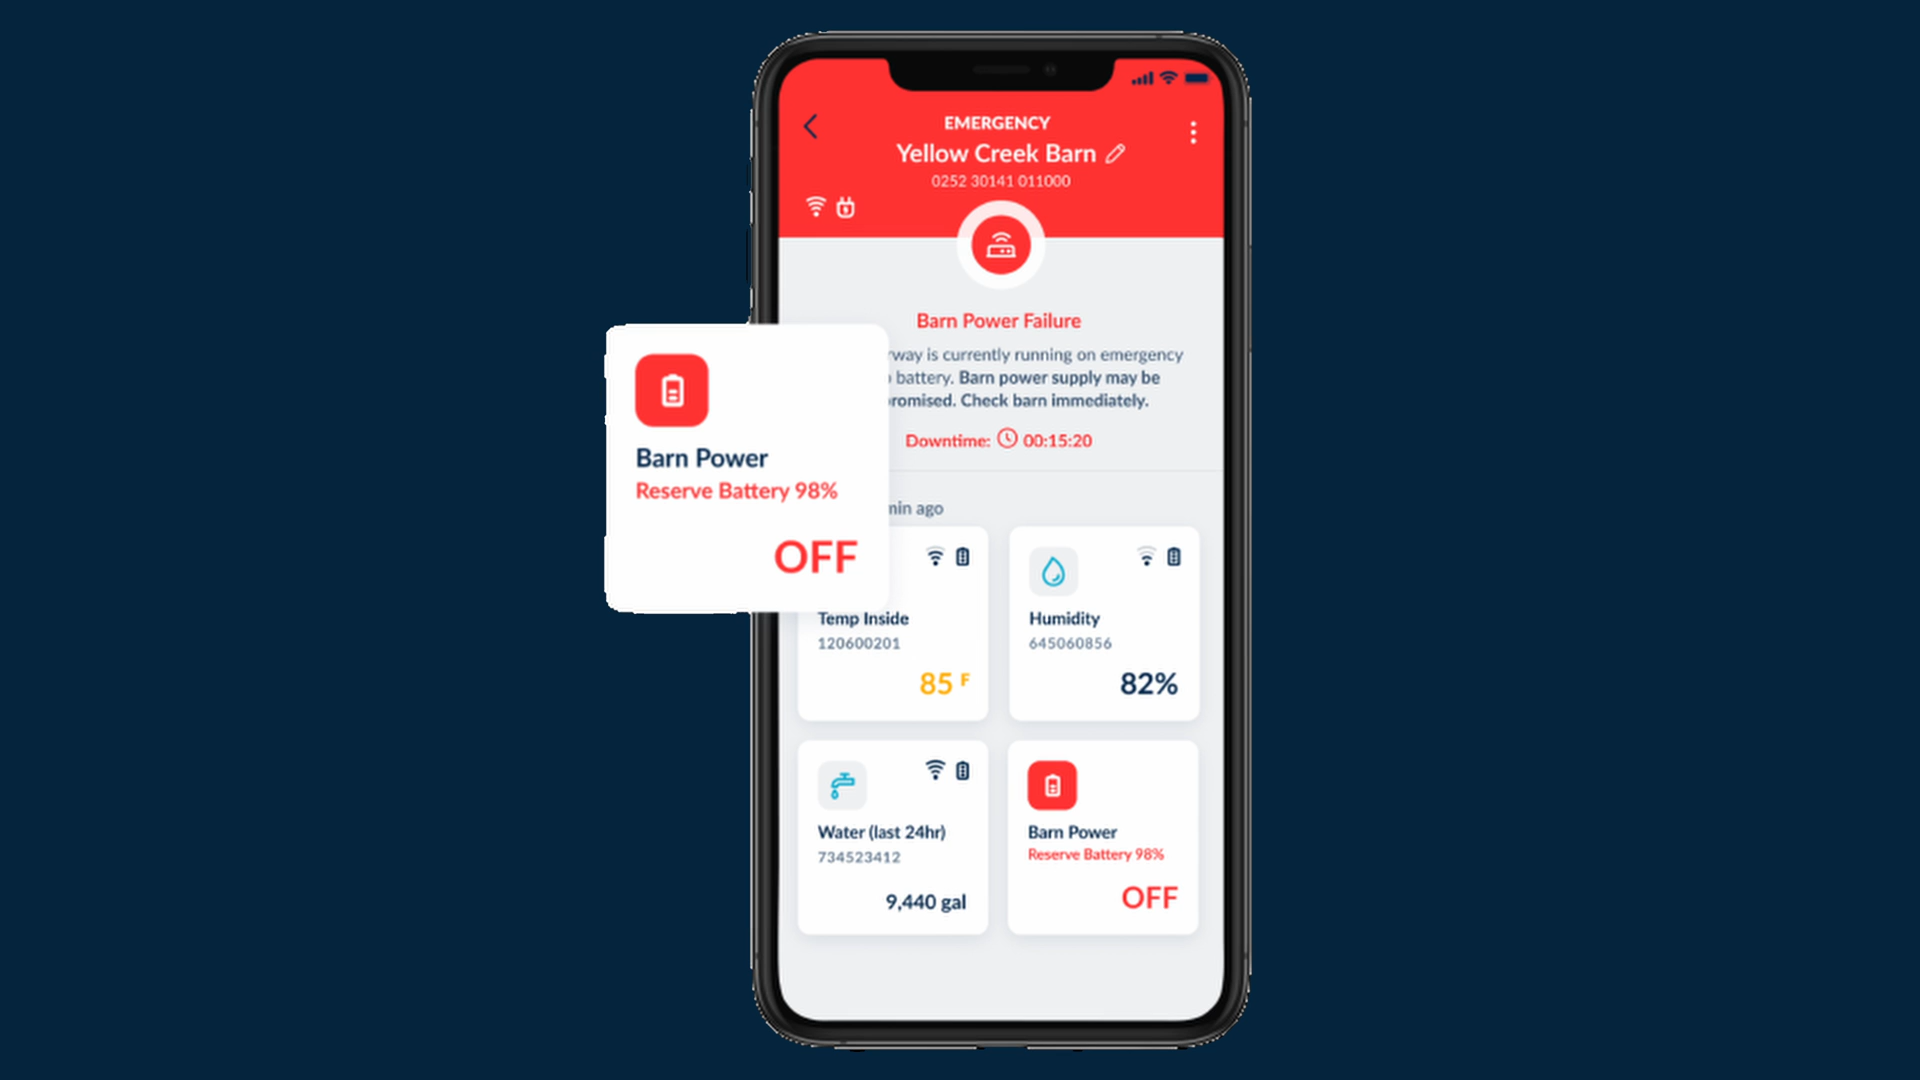 EMERGENCY
Yellow Creek Barn
0252 30141 011000
Barn Power Failure
is currently running on emergency
battery. Barn power supply may be
Check barn immediately.
Downtime: 00:15:20
Barn Power
Reserve Battery 98%
OFF
min ago
Temp Inside
120600201
85 F
Humidity
645060856
82%
Water (last 24hr)
734523412
9,440 gal
Barn Power
Reserve Battery 98%
OFF